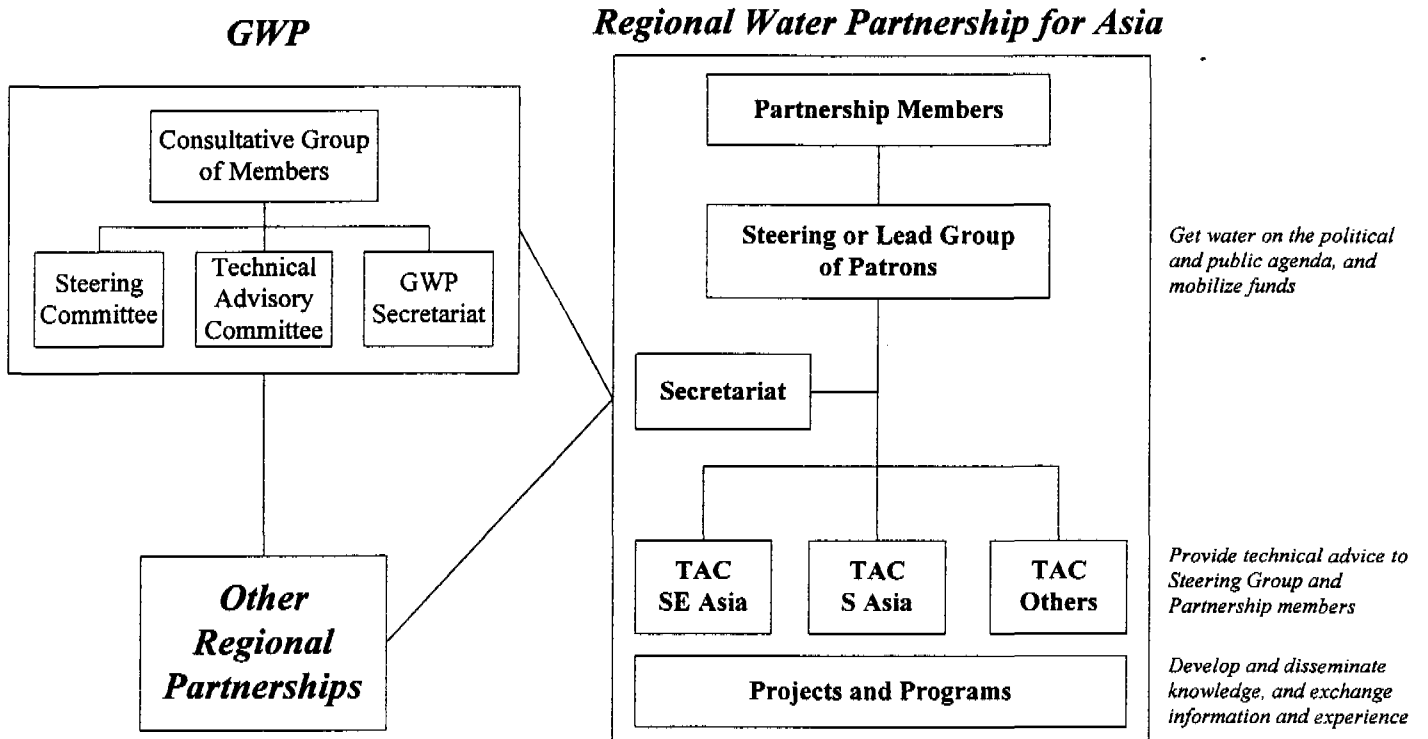 GWP
Regional Water Partnership for Asia
Consultative Group
of Members
Steering
Committee
Technical
Advisory
Committee
GWP
Secretariat
Other
Regional
Partnerships
Partnership Members
Steering or Lead Group
of Patrons
Get water on the political
and public agenda, and
mobilize funds
Secretariat
TAC
SE Asia
TAC
S Asia
TAC
Others
Provide technical advice to
Steering Group and
Partnership members
Projects and Programs
Develop and disseminate
knowledge, and exchange
information and experience